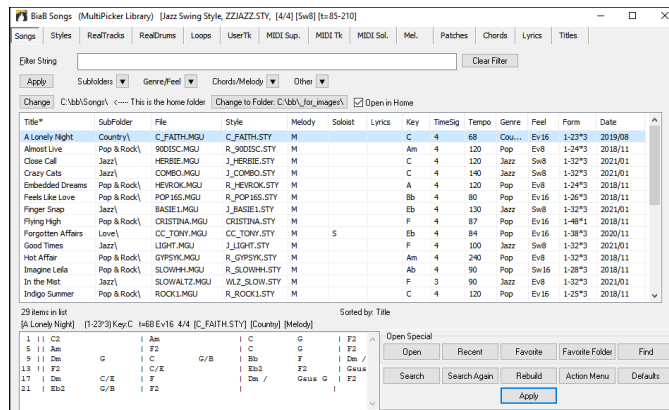 BiaB Songs (MultiPicker Library) [Jazz Swing Style, ZZJAZZ.STY, [4/4] [Sw8] [t=85-210]
Songs Styles RealTracks RealDrums Loops UserTk MIDI Sup. MIDI Tk MIDI Sol. Mel. Patches Chords Lyrics Titles
Filter String Clear Filter
Apply Subfolders ▼ Genre/Feel ▼ Chords/Melody ▼ Other ▼
Change C:\bb\Songs\ <----- This is the home folder Change to Folder: C:\bb\_for_images\ Open in Home
Title* SubFolder File Style Melody Soloist Lyrics Key TimeSig Tempo Genre Feel Form Date
A Lonely Night Country\ C_FAITH.MGU C_FAITH.STY M C 4 68 Cou... Ev16 1-23*3 2019/08
Almost Live Pop & Rock\ 90DISC.MGU R_90DISC.STY M Am 4 120 Pop Ev8 1-24*3 2018/11
Close Call Jazz\ HERBIE.MGU J_HERBIE.STY M C 4 120 Jazz Sw8 1-32*3 2021/01
Crazy Cats Jazz\ COMBO.MGU J_COMBO.STY M C 4 140 Jazz Sw8 1-32*3 2021/01
Embedded Dreams Pop & Rock\ HEVROK.MGU R_HEVROK.STY M A 4 120 Pop Ev8 1-24*3 2018/11
Feels Like Love Pop & Rock\ POP16S.MGU R_POP16S.STY M Bb 4 80 Pop Ev16 1-26*3 2018/11
Finger Snap Jazz\ BASIE1.MGU J_BASIE1.STY M Eb 4 130 Jazz Sw8 1-32*3 2021/01
Flying High Pop & Rock\ CRISTINA.MGU CRISTINA.STY M F 4 87 Pop Ev16 1-48*1 2018/11
Forgotten Affairs Love\ CC_TONY.MGU CC_TONY.STY M S Eb 4 84 Pop Ev16 1-38*3 2020/11
Good Times Jazz\ LIGHT.MGU J_LIGHT.STY M F 4 100 Jazz Sw8 1-32*3 2021/01
Hot Affair Pop & Rock\ GYPSYK.MGU R_GYPSYK.STY M Am 4 240 Pop Ev8 1-32*3 2018/11
Imagine Leila Pop & Rock\ SLOWHH.MGU R_SLOWHH.STY M Ab 4 90 Pop Sw16 1-28*3 2018/11
In the Mist Jazz\ SLOWALTZ.MGU WLZ_SLOW.STY M F 3 90 Jazz Ev8 1-32*3 2021/01
Indigo Summer Pop & Rock\ ROCK1.MGU R_ROCK1.STY M C 4 120 Pop Ev16 1-25*3 2018/11
29 items in list Sorted by: Title
[A Lonely Night] (1-23*3) Key:C t=68 Ev16 4/4 [C_FAITH.STY] [Country] [Melody]
Open Special
1 || C2 | Am | C G | F2
5 || Am | F2 | C G | F2
9 || Dm G | C G/B | Bb F | Dm /
13 || F2 | C/E | Eb2 F2 | Gsus
17 | Dm C/E | F | Dm / Gsus G | F2
21 | Eb2 G/B | F2 | |
Open Recent Favorite Favorite Folder Find
Search Search Again Rebuild Action Menu Defaults
Apply